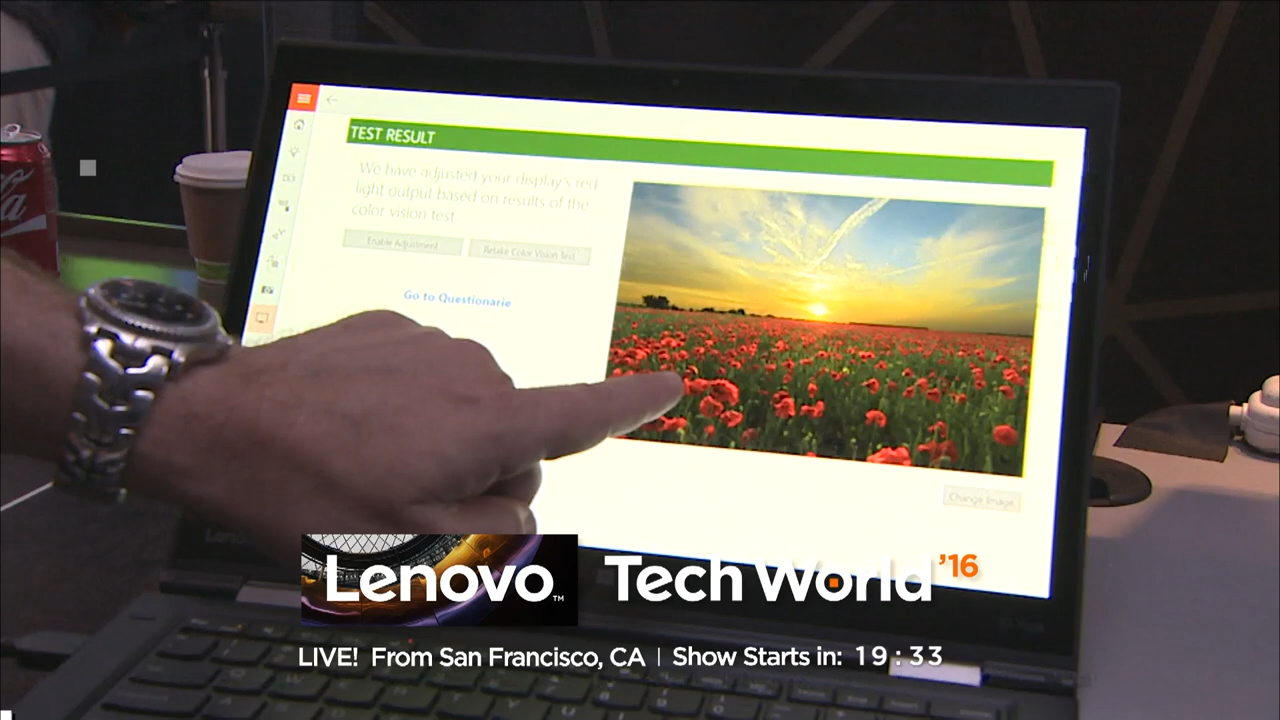 TEST RESULT
We have adjusted your display's red
light output based on results of the
color vision test
Enable Adjustment
Retake Color Vision Test
Go to Questionarie
Change Image
Lenovo™ Tech World '16
LIVE! From San Francisco, CA | Show Starts in: 19:33